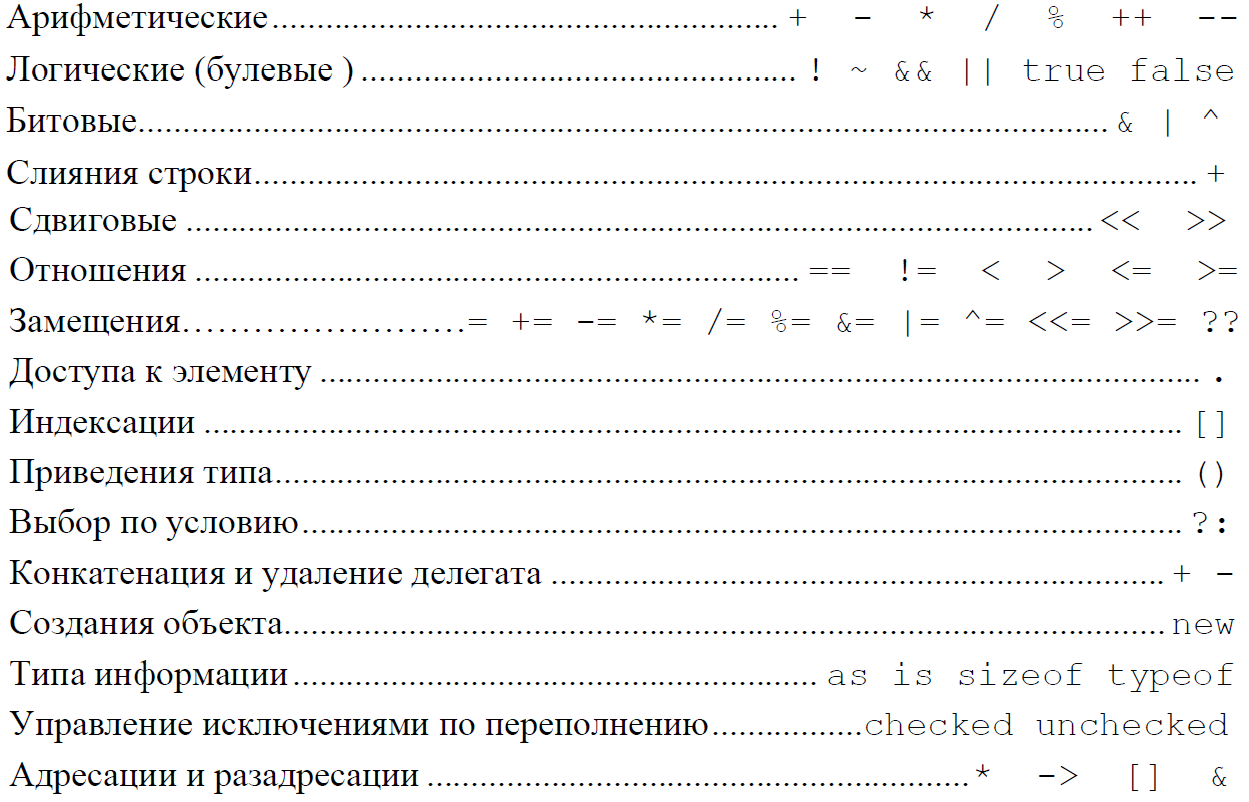 Арифметические........................................................ + - * / % ++ --
Логические (булевые )................................................ ! ~ && || true false
Битовые............................................................................................................ & | ^
Слияния строки......................................................................................................... +
Сдвиговые ..................................................................................................... << >>
Отношения ................................................................... == != < > <= >=
Замещения……………………….= += -= *= /= %= &= |= ^= <<= >>= ??
Доступа к элементу .................................................................................................. .
Индексации ............................................................................................................. []
Приведения типа..................................................................................................... ()
Выбор по условию.................................................................................................. ?:
Конкатенация и удаление делегата .................................................................... + -
Создания объекта.................................................................................................. new
Типа информации.......................................................... as is sizeof typeof
Управление исключениями по переполнению.................checked unchecked
Адресации и разадресации ............................................................* -> [] &